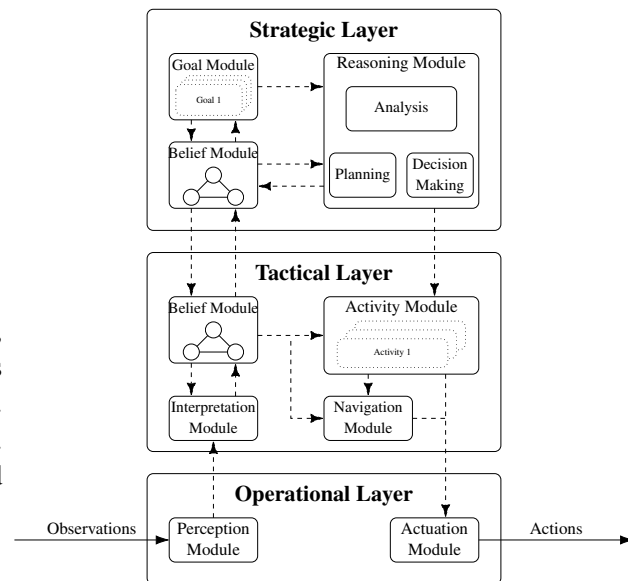 Strategic Layer
Goal Module
Goal 1
Belief Module
Reasoning Module
Analysis
Planning
Decision
Making
Tactical Layer
Belief Module
Interpretation
Module
Activity Module
Activity 1
Navigation
Module
Operational Layer
Observations
Perception
Module
Actuation
Module
Actions